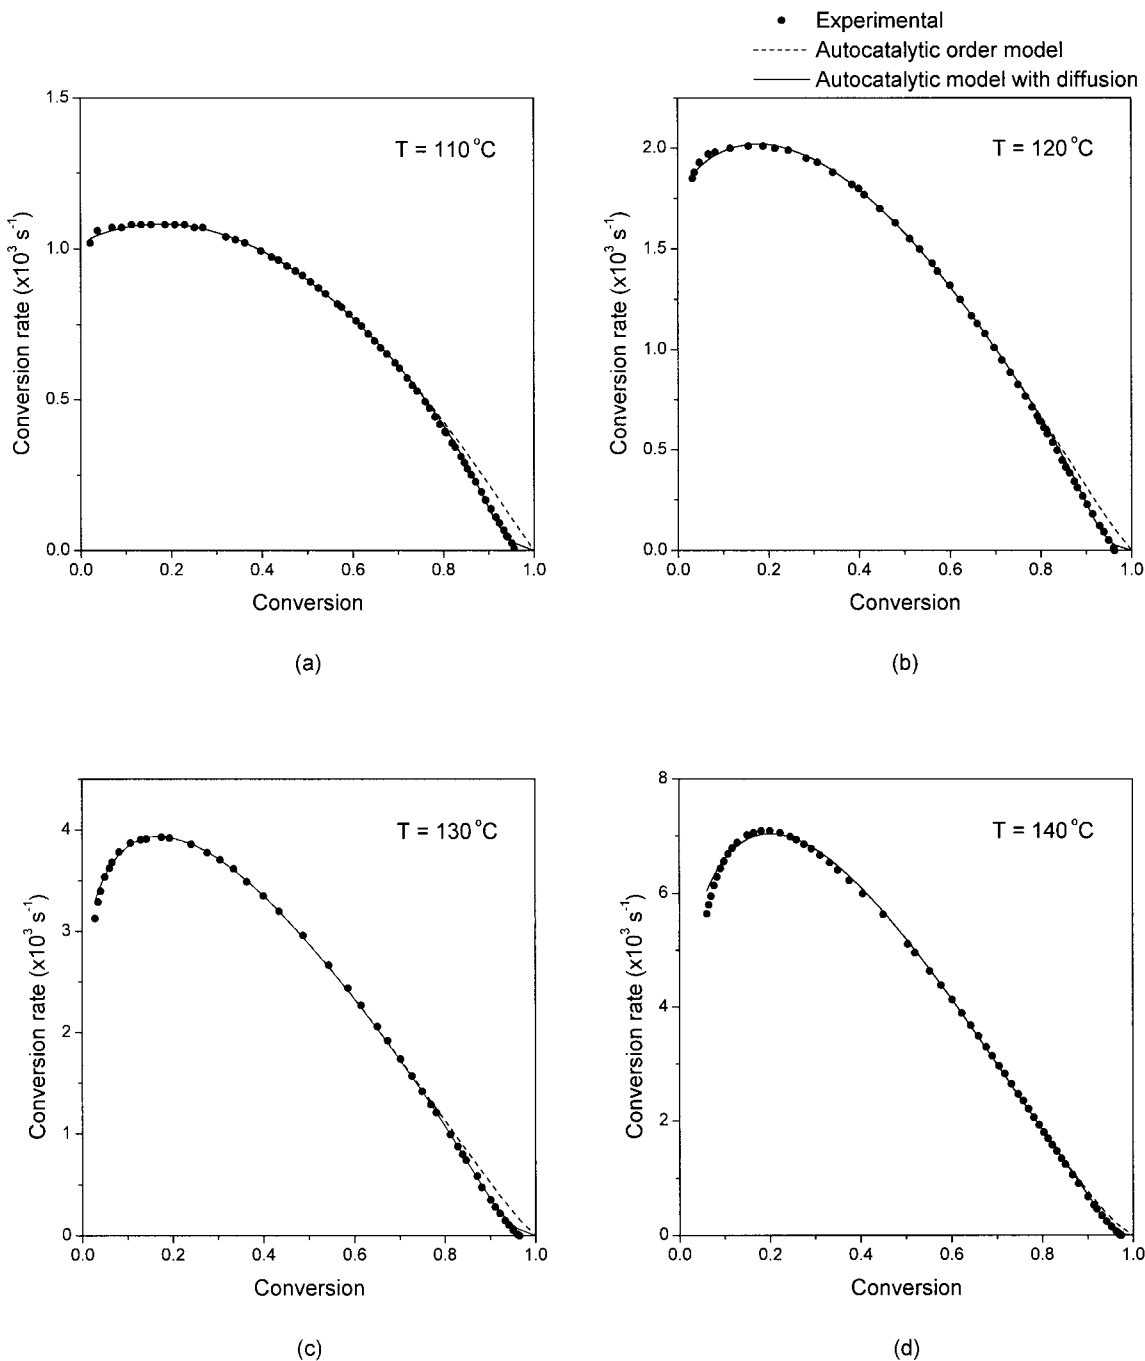 Experimental
Autocatalytic order model
Autocatalytic model with diffusion
T = 110 °C
1.5
1.0
0.5
0.0
Conversion rate (x10³ s⁻¹)
0.0 0.2 0.4 0.6 0.8 1.0
Conversion
(a)
T = 120 °C
2.0
1.5
1.0
0.5
0.0
Conversion rate (x10³ s⁻¹)
0.0 0.2 0.4 0.6 0.8 1.0
Conversion
(b)
T = 130 °C
4
3
2
1
0
Conversion rate (x10³ s⁻¹)
0.0 0.2 0.4 0.6 0.8 1.0
Conversion
(c)
T = 140 °C
8
6
4
2
0
Conversion rate (x10³ s⁻¹)
0.0 0.2 0.4 0.6 0.8 1.0
Conversion
(d)